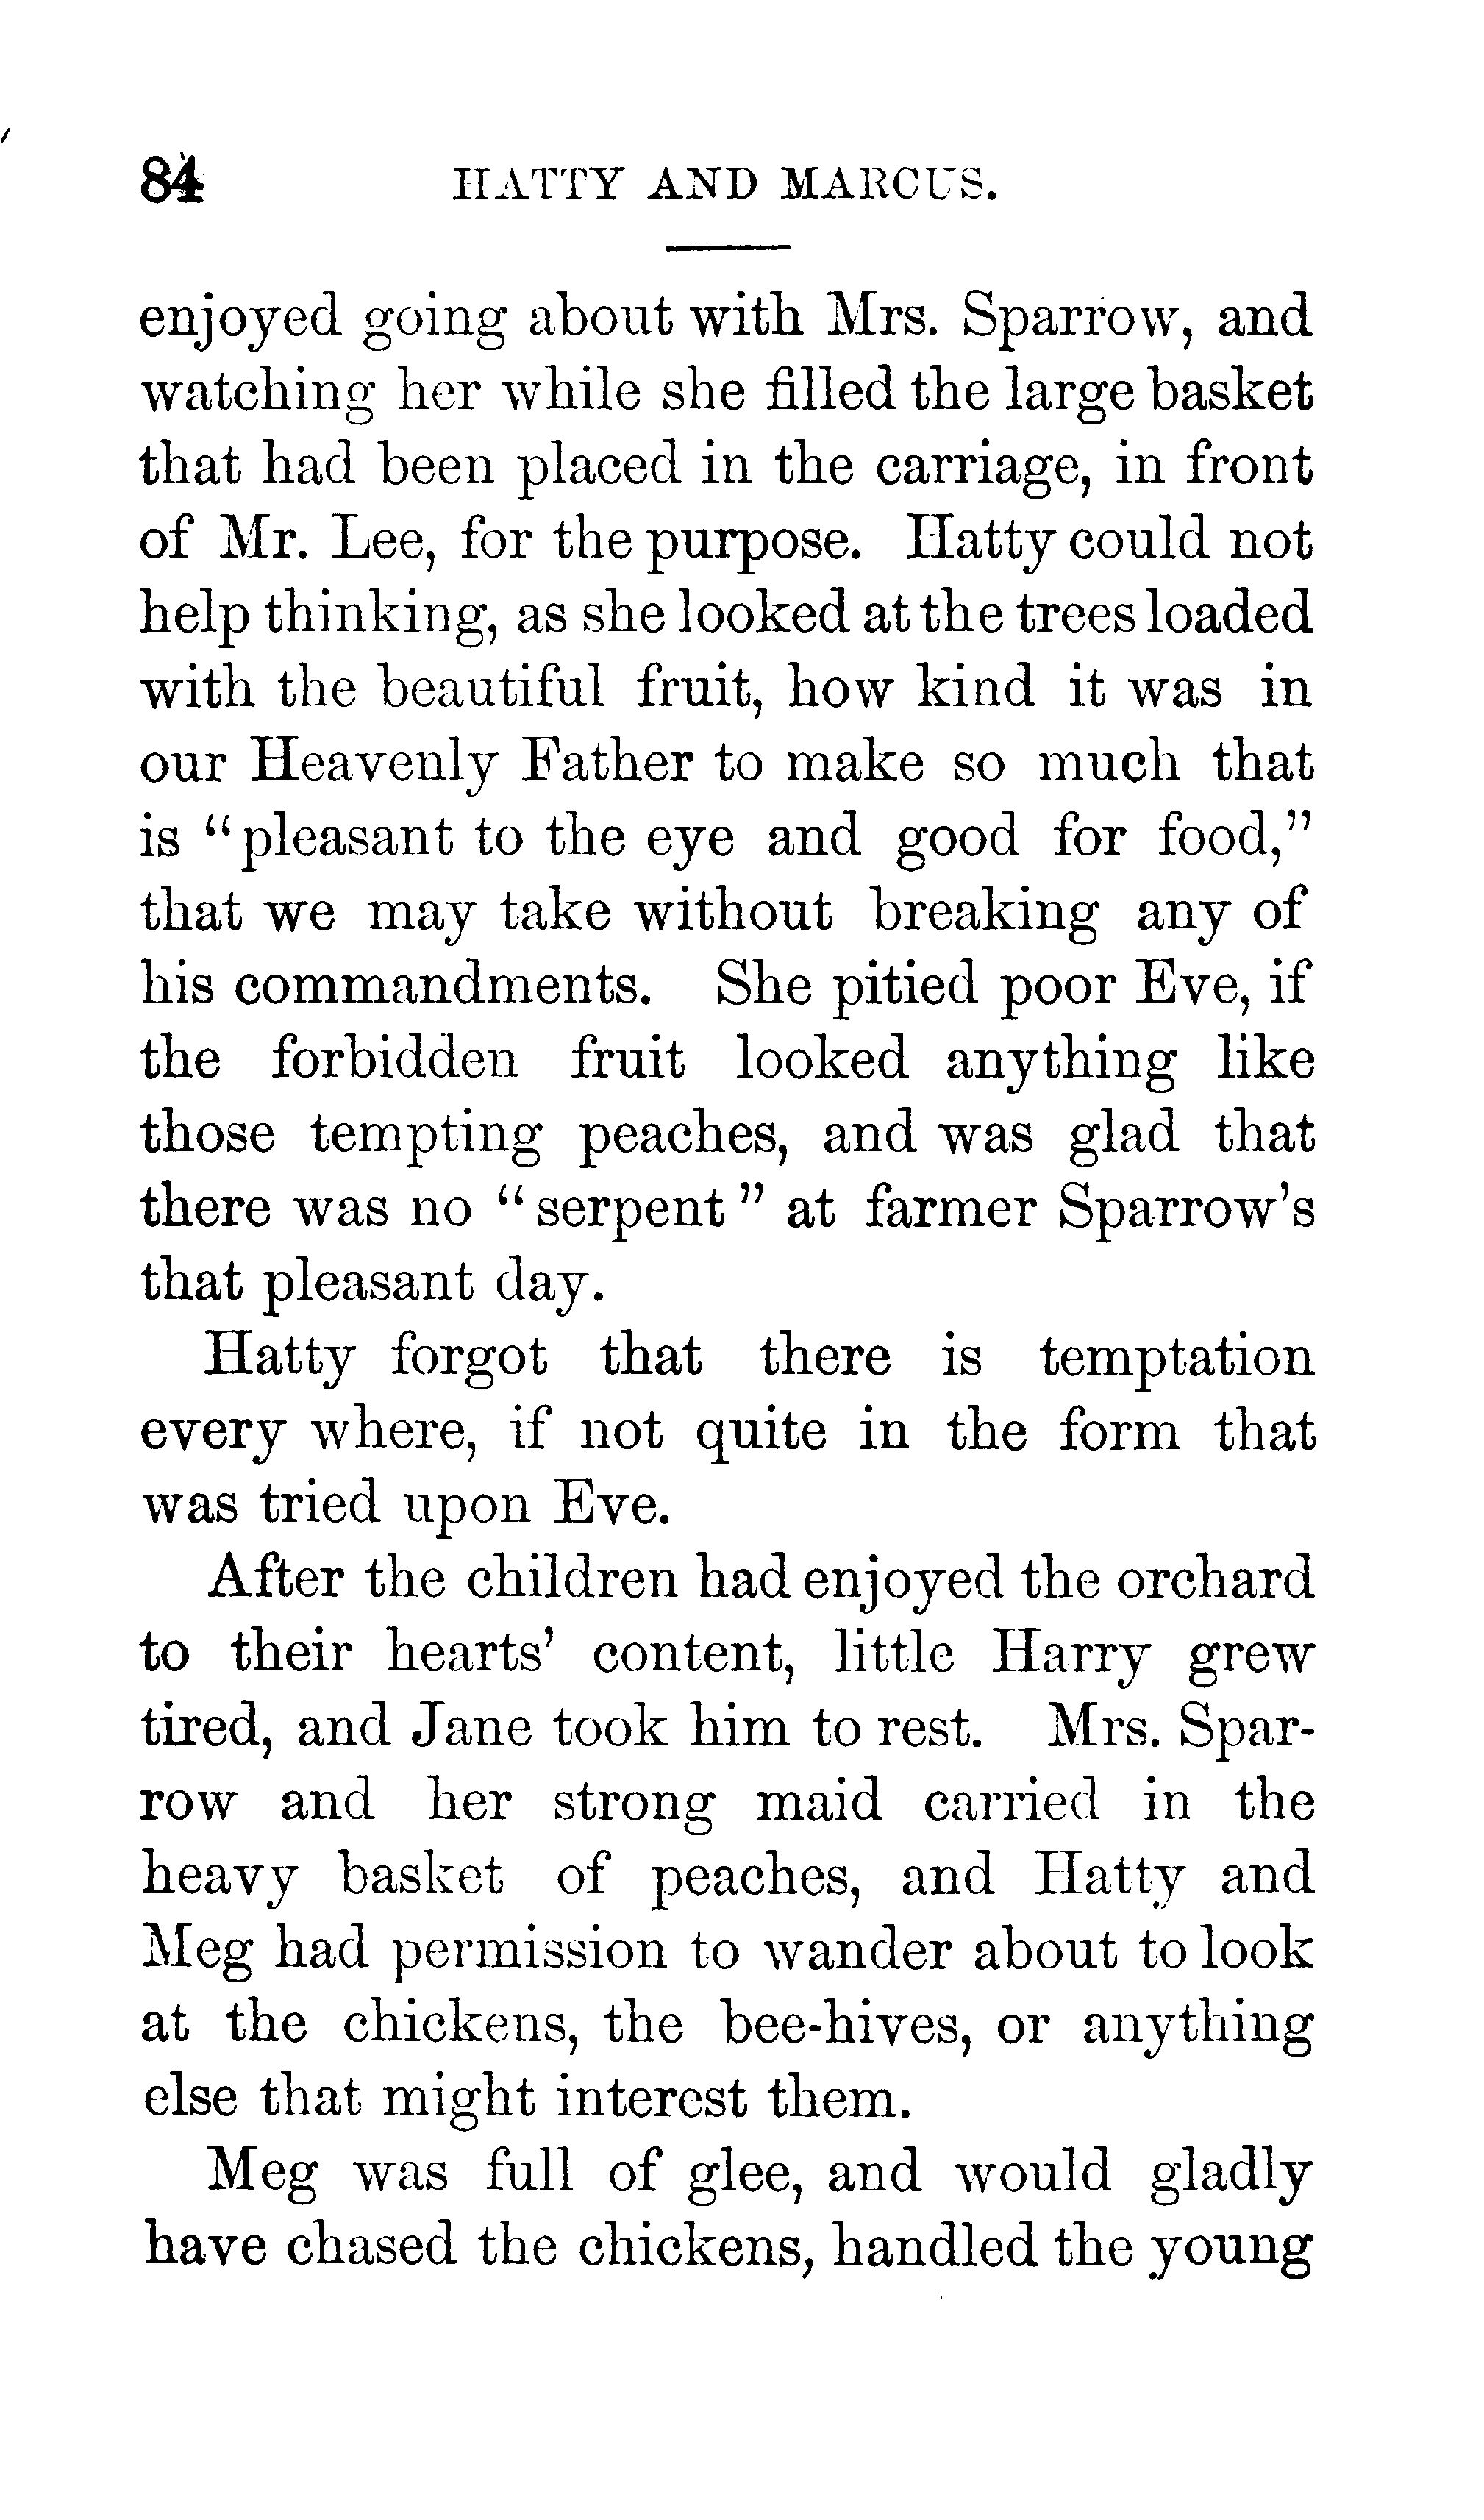 84 HATTY AND MARCUS.
enjoyed going about with Mrs. Sparrow, and
watching her while she filled the large basket
that had been placed in the carriage, in front
of Mr. Lee, for the purpose. Hatty could not
help thinking, as she looked at the trees loaded
with the beautiful fruit, how kind it was in
our Heavenly Father to make so much that
is "pleasant to the eye and good for food,"
that we may take without breaking any of
his commandments. She pitied poor Eve, if
the forbidden fruit looked anything like
those tempting peaches, and was glad that
there was no "serpent" at farmer Sparrow's
that pleasant day.
Hatty forgot that there is temptation
every where, if not quite in the form that
was tried upon Eve.
After the children had enjoyed the orchard
to their hearts' content, little Harry grew
tired, and Jane took him to rest. Mrs. Spar-
row and her strong maid carried in the
heavy basket of peaches, and Hatty and
Meg had permission to wander about to look
at the chickens, the bee-hives, or anything
else that might interest them.
Meg was full of glee, and would gladly
have chased the chickens, handled the young